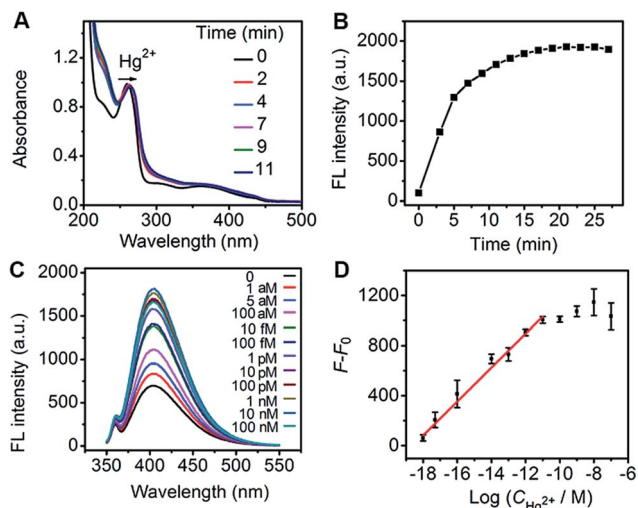 A
Absorbance
1.2
0.8
0.4
0.0
200 300 400 500
Wavelength (nm)
Hg²⁺
Time (min)
0
2
4
7
9
11
B
FL intensity (a.u.)
2000
1500
1000
500
0
0 5 10 15 20 25
Time (min)
C
FL intensity (a.u.)
2000
1500
1000
500
0
350 400 450 500 550
Wavelength (nm)
0
1 aM
5 aM
100 aM
10 fM
100 fM
1 pM
10 pM
100 pM
1 nM
10 nM
100 nM
D
F-F₀
1200
800
400
0
-18 -16 -14 -12 -10 -8 -6
Log (C_Hg²⁺ / M)